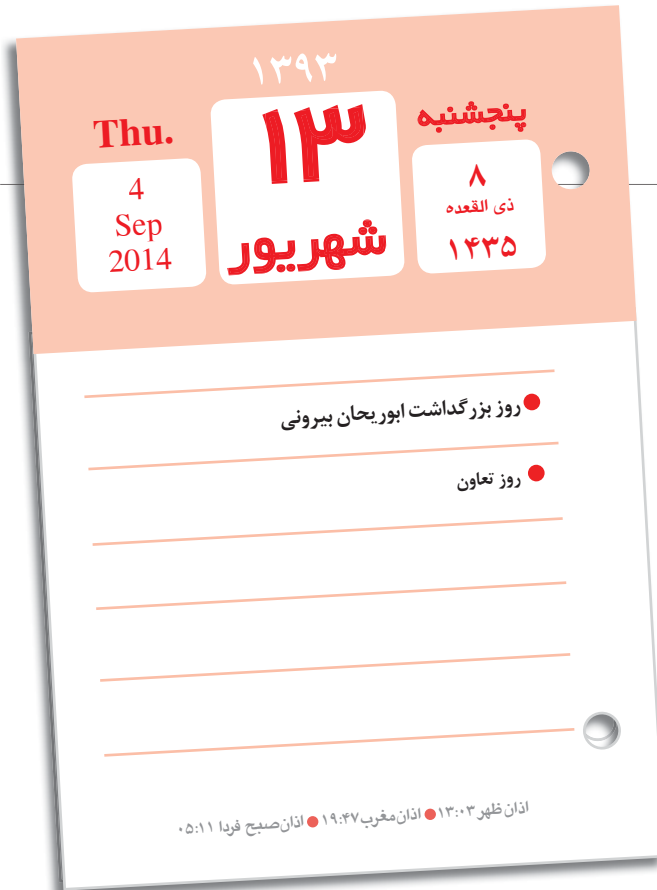 ۱۳۹۳
پنجشنبه
۸
ذی القعده
۱۴۳۵
۱۳
شهریور
Thu.
4
Sep
2014
روز بزرگداشت ابوریحان بیرونی
روز تعاون
اذان ظهر ۱۳:۰۳ ● اذان مغرب ۱۹:۴۷ ● اذان صبح فردا ۰۵:۱۱